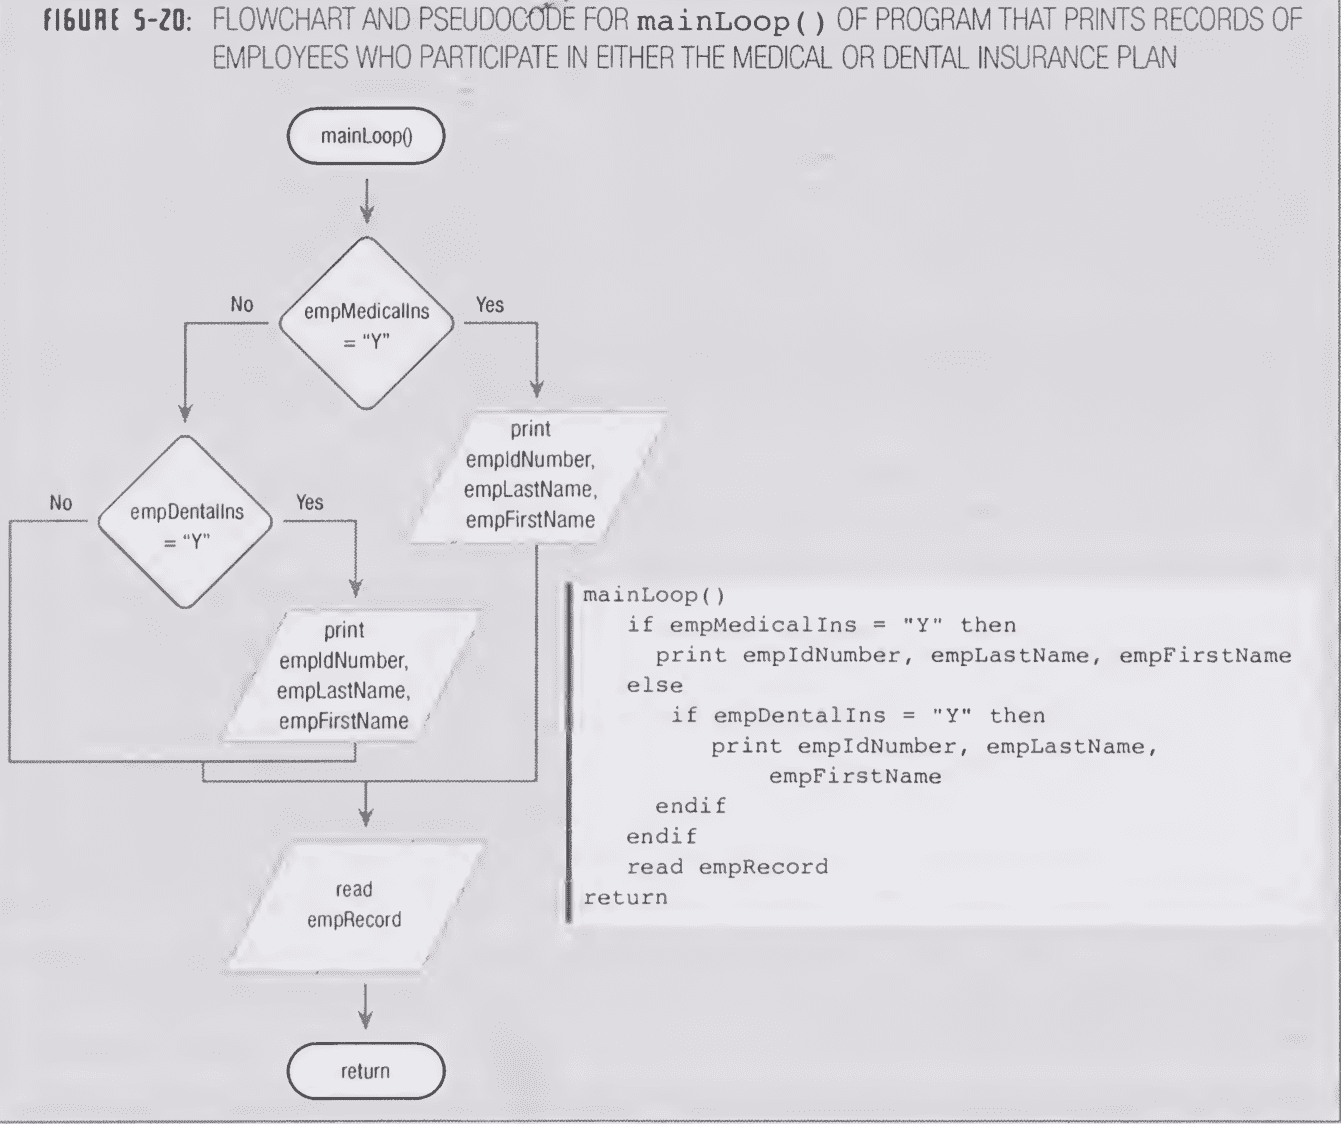 FIGURE 5-20: FLOWCHART AND PSEUDOCODE FOR mainLoop() OF PROGRAM THAT PRINTS RECORDS OF
EMPLOYEES WHO PARTICIPATE IN EITHER THE MEDICAL OR DENTAL INSURANCE PLAN
mainLoop()
No
empMedicalIns
= "Y"
Yes
print
empIdNumber,
empLastName,
empFirstName
No
empDentalIns
= "Y"
Yes
print
empIdNumber,
empLastName,
empFirstName
read
empRecord
return
mainLoop()
if empMedicalIns = "Y" then
print empIdNumber, empLastName, empFirstName
else
if empDentalIns = "Y" then
print empIdNumber, empLastName,
empFirstName
endif
endif
read empRecord
return